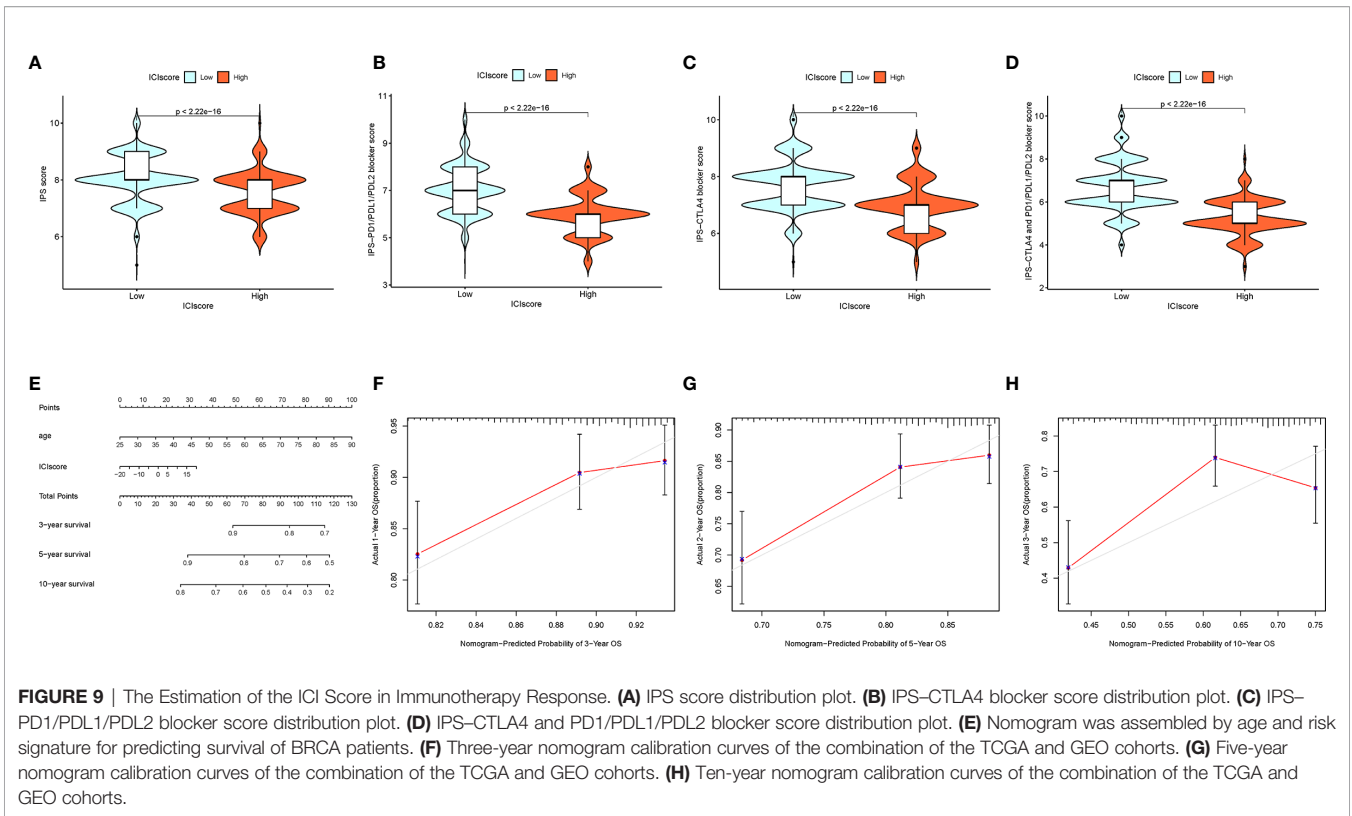 A
ICIscore Low High
p < 2.22e−16
10
8
6
IPS score
Low High
ICIscore
B
ICIscore Low High
p < 2.22e−16
11
9
7
5
3
IPS−PD1/PDL1/PDL2 blocker score
Low High
ICIscore
C
ICIscore Low High
p < 2.22e−16
10
8
6
IPS−CTLA4 blocker score
Low High
ICIscore
D
ICIscore Low High
p < 2.22e−16
10
8
6
4
2
IPS−CTLA4 and PD1/PDL1/PDL2 blocker score
Low High
ICIscore
E
Points
0 10 20 30 40 50 60 70 80 90 100
age
25 30 35 40 45 50 55 60 65 70 75 80 85 90
ICIscore
−20 −10 0 5 15
Total Points
0 10 20 30 40 50 60 70 80 90 100 110 120 130
3−year survival
0.9 0.8 0.7
5−year survival
0.9 0.8 0.7 0.6 0.5
10−year survival
0.8 0.7 0.6 0.5 0.4 0.3 0.2
F
0.95
0.90
0.85
0.80
Actual 1−Year OS(proportion)
0.82 0.84 0.86 0.88 0.90 0.92
Nomogram−Predicted Probability of 3−Year OS
G
0.90
0.85
0.80
0.75
0.70
0.65
Actual 2−Year OS(proportion)
0.70 0.75 0.80 0.85
Nomogram−Predicted Probability of 5−Year OS
H
0.8
0.7
0.6
0.5
0.4
Actual 3−Year OS(proportion)
0.45 0.50 0.55 0.60 0.65 0.70 0.75
Nomogram−Predicted Probability of 10−Year OS
FIGURE 9 | The Estimation of the ICI Score in Immunotherapy Response. (A) IPS score distribution plot. (B) IPS–CTLA4 blocker score distribution plot. (C) IPS–
PD1/PDL1/PDL2 blocker score distribution plot. (D) IPS–CTLA4 and PD1/PDL1/PDL2 blocker score distribution plot. (E) Nomogram was assembled by age and risk
signature for predicting survival of BRCA patients. (F) Three-year nomogram calibration curves of the combination of the TCGA and GEO cohorts. (G) Five-year
nomogram calibration curves of the combination of the TCGA and GEO cohorts. (H) Ten-year nomogram calibration curves of the combination of the TCGA and
GEO cohorts.